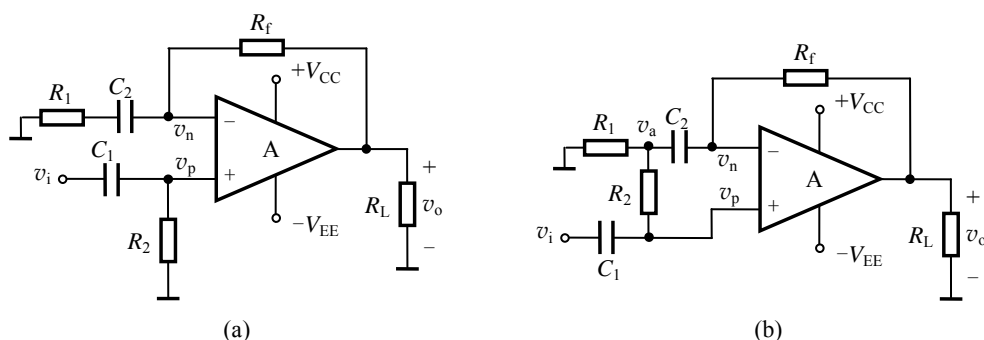 R_f
+V_CC
R_1
C_2
v_n
−
A
C_1
v_p
v_i
+
+
R_L
v_o
−
R_2
−V_EE
(a)
R_f
+V_CC
R_1
v_a
C_2
v_n
−
A
R_2
v_p
+
+
v_i
C_1
R_L
v_o
−
−V_EE
(b)